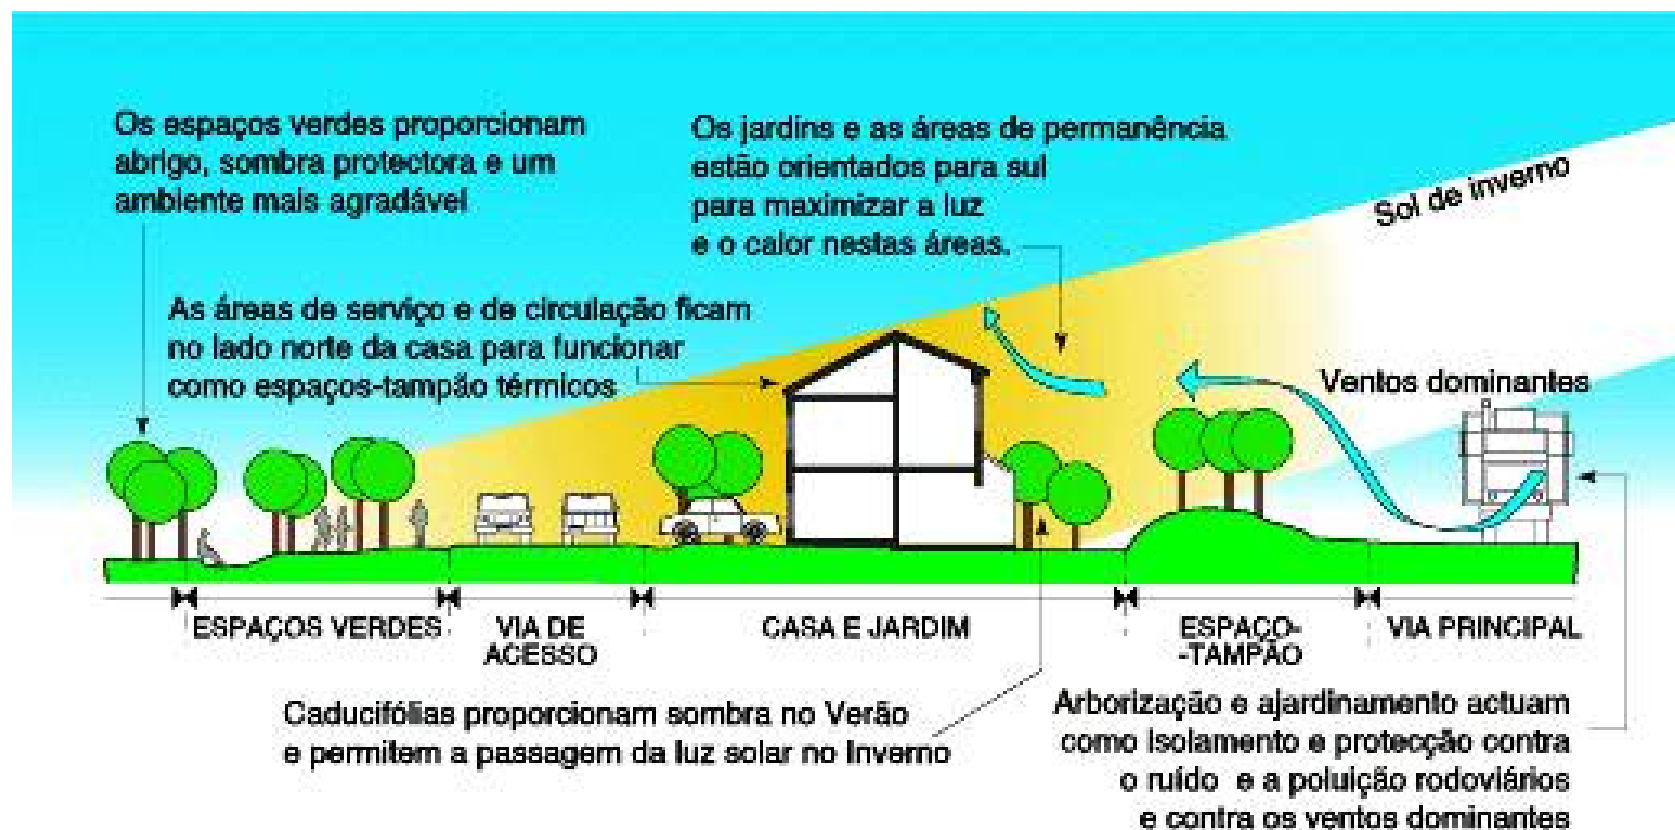 Os espaços verdes proporcionam
abrigo, sombra protectora e um
ambiente mais agradável
Os jardins e as áreas de permanência
estão orientados para sul
para maximizar a luz
e o calor nestas áreas.
Sol de inverno
As áreas de serviço e de circulação ficam
no lado norte da casa para funcionar
como espaços-tampão térmicos
Ventos dominantes
ESPAÇOS VERDES
VIA DE
ACESSO
CASA E JARDIM
ESPAÇO-
-TAMPÃO
VIA PRINCIPAL
Caducifólias proporcionam sombra no Verão
e permitem a passagem da luz solar no Inverno
Arborização e ajardinamento actuam
como isolamento e protecção contra
o ruído e a poluição rodoviários
e contra os ventos dominantes